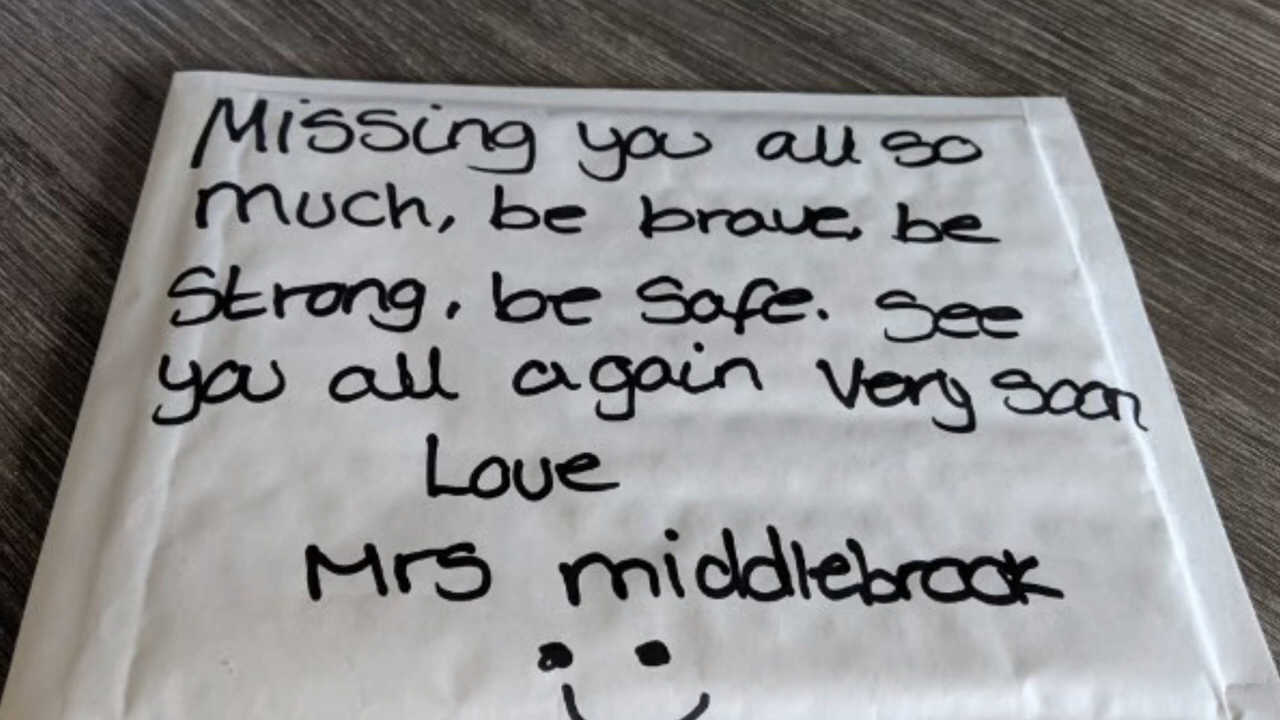 Missing you all so
much, be brave, be
Strong, be Safe. See
you all again very soon
Love
Mrs middlebrook